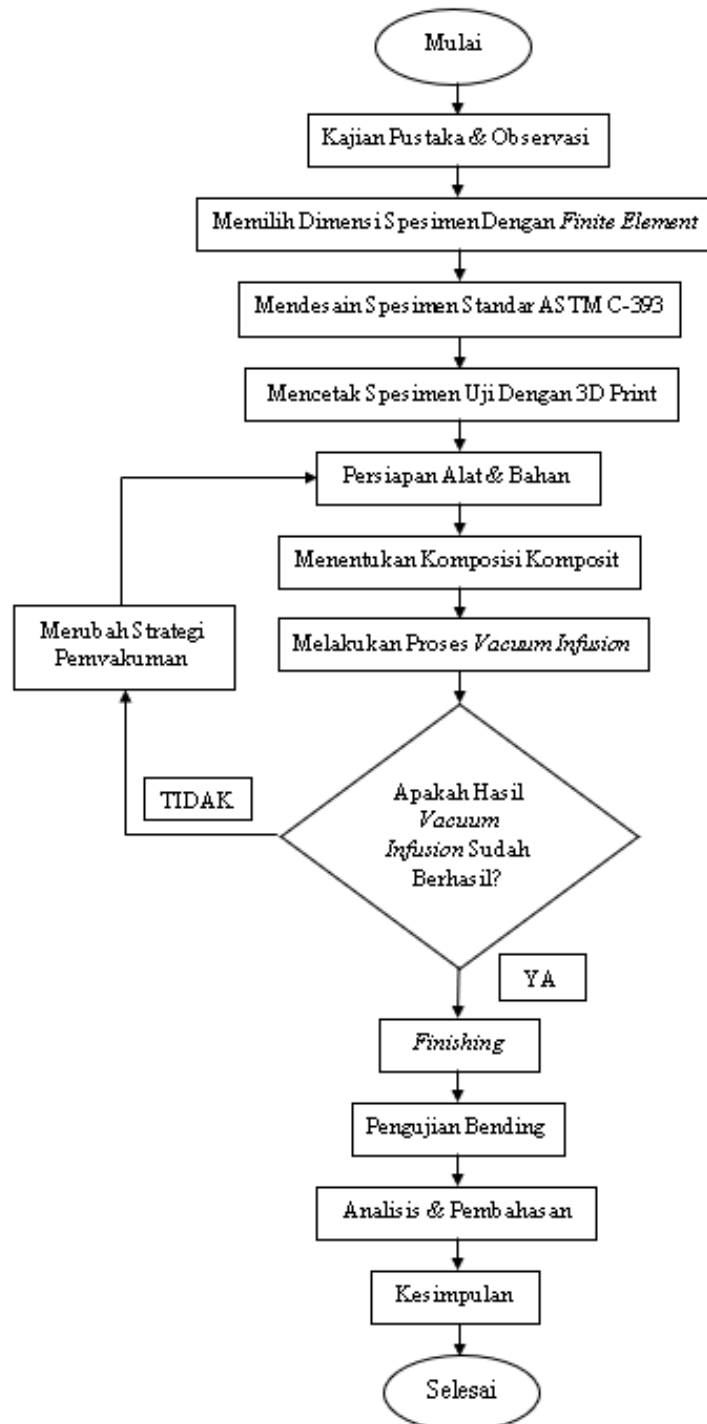 Mulai
Kajian Pustaka & Observasi
Memilih Dimensi Spesimen Dengan Finite Element
Mendesain Spesimen Standar ASTM C-393
Mencetak Spesimen Uji Dengan 3D Print
Persiapan Alat & Bahan
Menentukan Komposisi Komposit
Merubah Strategi
Pemvakuman
Melakukan Proses Vacuum Infusion
TIDAK
Apakah Hasil
Vacuum
Infusion Sudah
Berhasil?
YA
Finishing
Pengujian Bending
Analisis & Pembahasan
Kesimpulan
Selesai